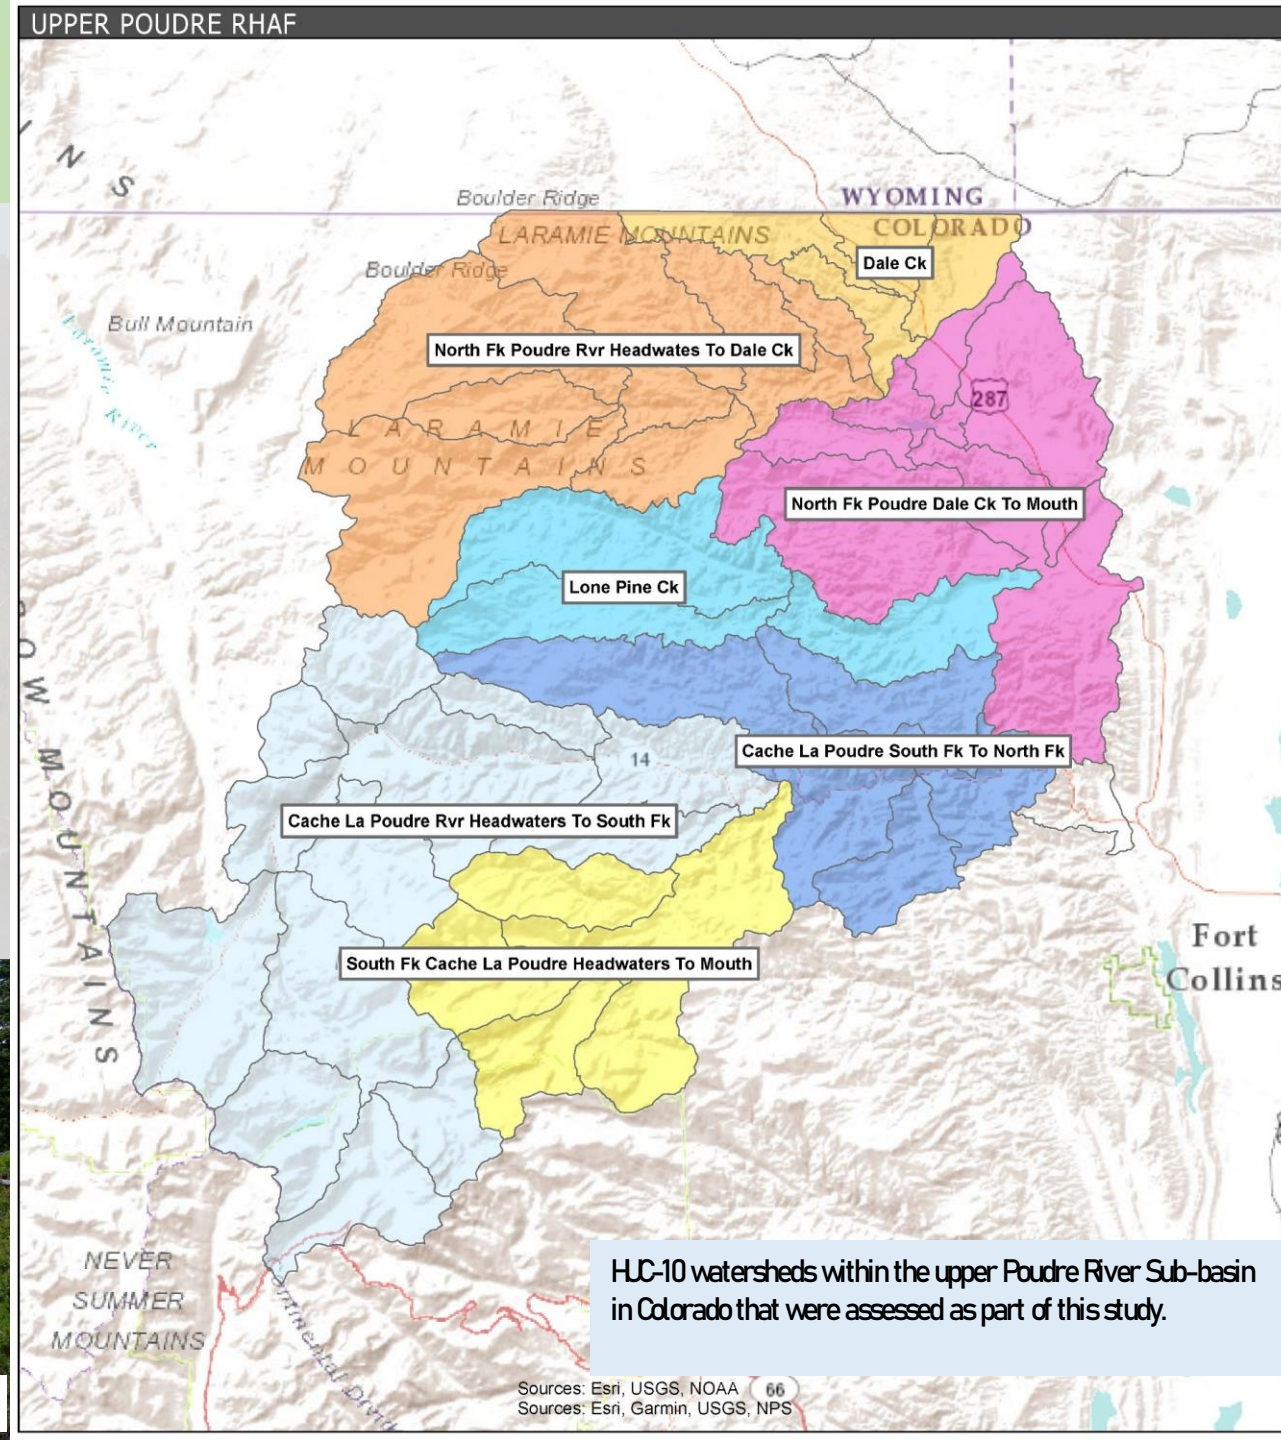 UPPER POUDRE RHAF
N S
Boulder Ridge
WYOMING
COLORADO
LARAMIE MOUNTAINS
Dale Ck
Boulder Ridge
Bull Mountain
Laramie River
North Fk Poudre Rvr Headwates To Dale Ck
287
LARAMIE
MOUNTAINS
North Fk Poudre Dale Ck To Mouth
Lone Pine Ck
OW MOUNTAINS
Cache La Poudre South Fk To North Fk
14
Cache La Poudre Rvr Headwaters To South Fk
Fort
Collins
South Fk Cache La Poudre Headwaters To Mouth
NEVER
SUMMER
MOUNTAINS
HUC-10 watersheds within the upper Poudre River Sub-basin
in Colorado that were assessed as part of this study.
Sources: Esri, USGS, NOAA
66
Sources: Esri, Garmin, USGS, NPS